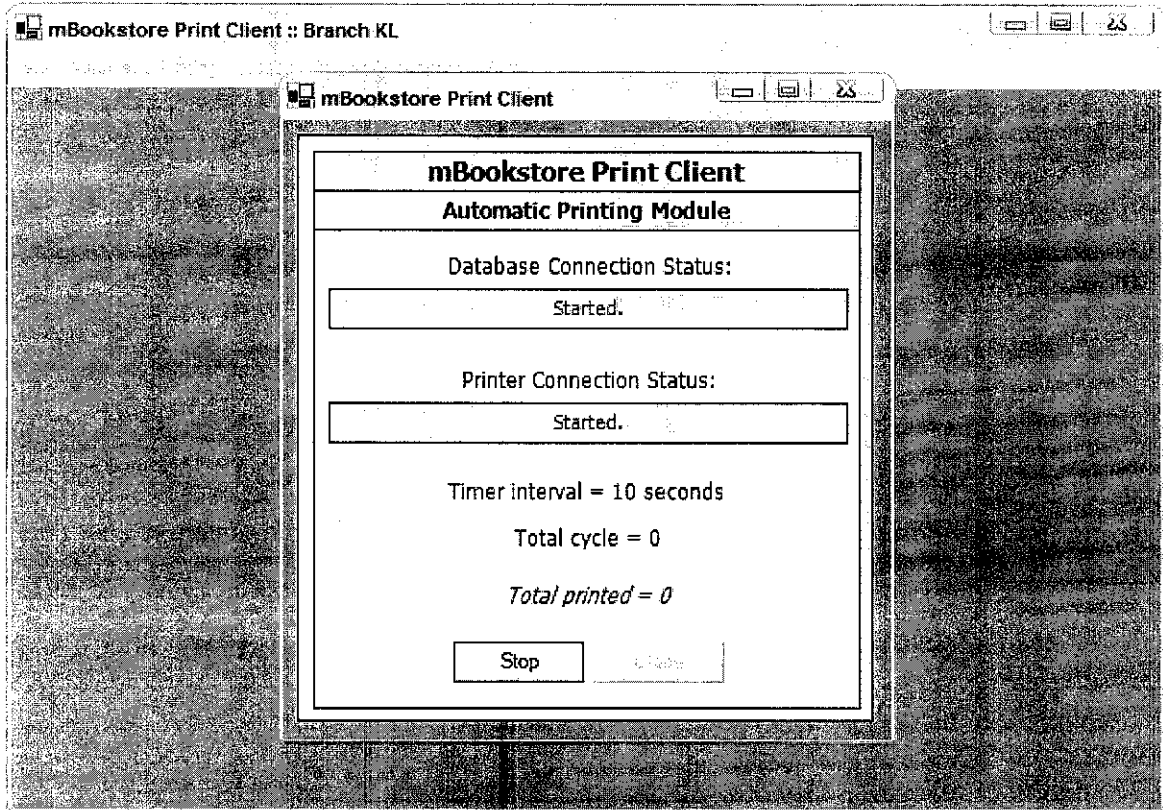 mBookstore Print Client :: Branch KL
mBookstore Print Client
mBookstore Print Client
Automatic Printing Module
Database Connection Status:
Started.
Printer Connection Status:
Started.
Timer interval = 10 seconds
Total cycle = 0
Total printed = 0
Stop